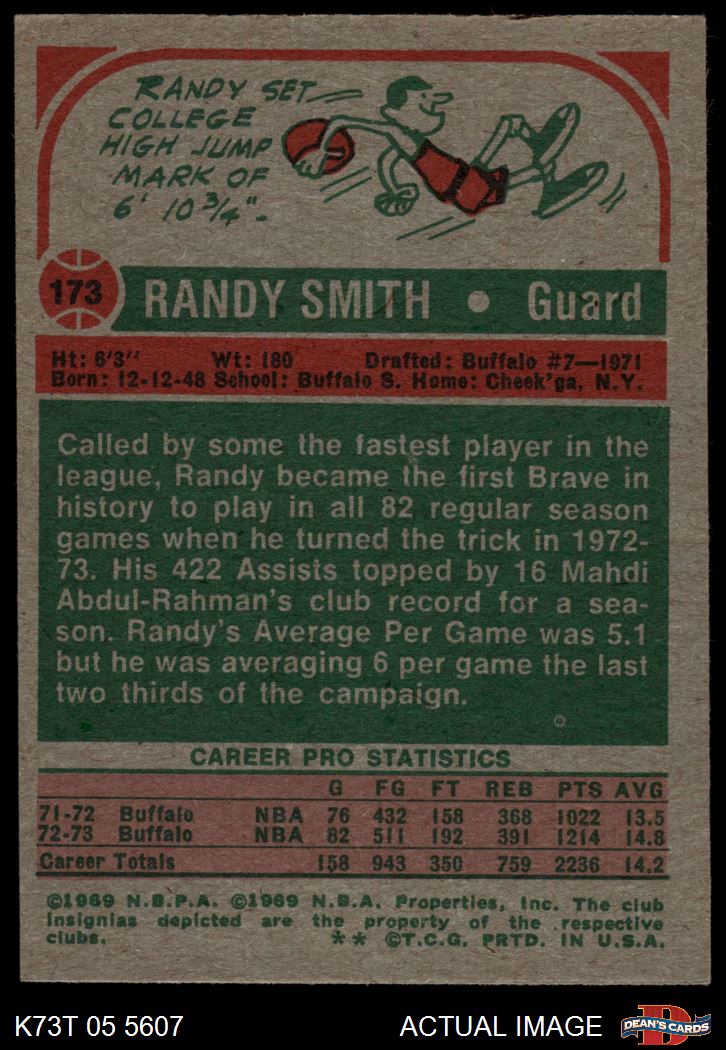 RANDY SET
COLLEGE
HIGH JUMP
MARK OF
6' 10 3/4".
173
RANDY SMITH • Guard
Ht: 6'3" Wt: 180 Drafted: Buffalo #7—1971
Born: 12-12-48 School: Buffalo S. Home: Cheek'ga, N.Y.
Called by some the fastest player in the
league, Randy became the first Brave in
history to play in all 82 regular season
games when he turned the trick in 1972-
73. His 422 Assists topped by 16 Mahdi
Abdul-Rahman's club record for a sea-
son. Randy's Average Per Game was 5.1
but he was averaging 6 per game the last
two thirds of the campaign.
CAREER PRO STATISTICS
G FG FT REB PTS AVG
71-72 Buffalo NBA 76 432 158 368 1022 13.5
72-73 Buffalo NBA 82 511 192 391 1214 14.8
Career Totals 158 943 350 759 2236 14.2
©1969 N.B.P.A. ©1969 N.B.A. Properties, Inc. The club
insignias depicted are the property of the respective
clubs. ** ©T.C.G. PRTD. IN U.S.A.
K73T 05 5607 ACTUAL IMAGE
D
DEAN'S CARDS